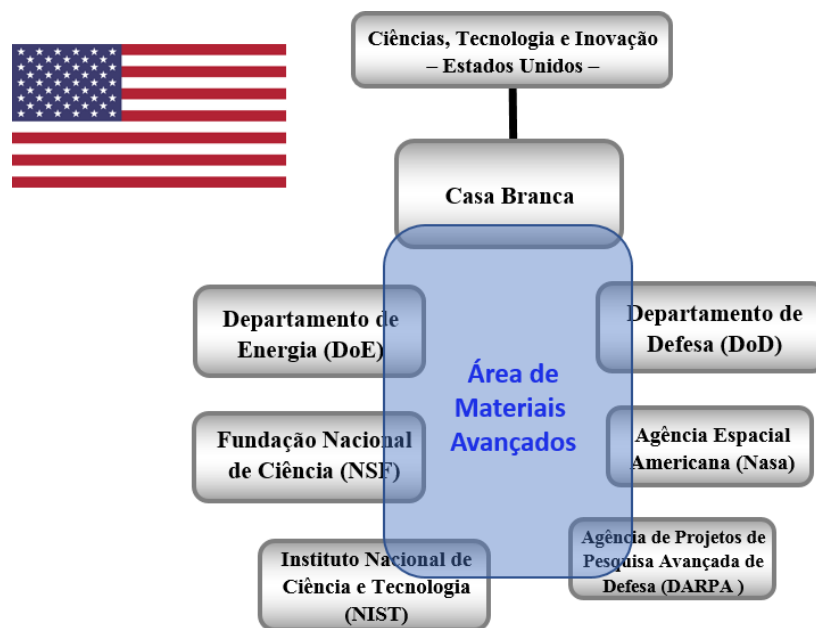 Ciências, Tecnologia e Inovação
– Estados Unidos –
Casa Branca
Departamento de
Energia (DoE)
Departamento de
Defesa (DoD)
Área de
Materiais
Avançados
Fundação Nacional
de Ciência (NSF)
Agência Espacial
Americana (Nasa)
Instituto Nacional de
Ciência e Tecnologia
(NIST)
Agência de Projetos de
Pesquisa Avançada de
Defesa (DARPA )